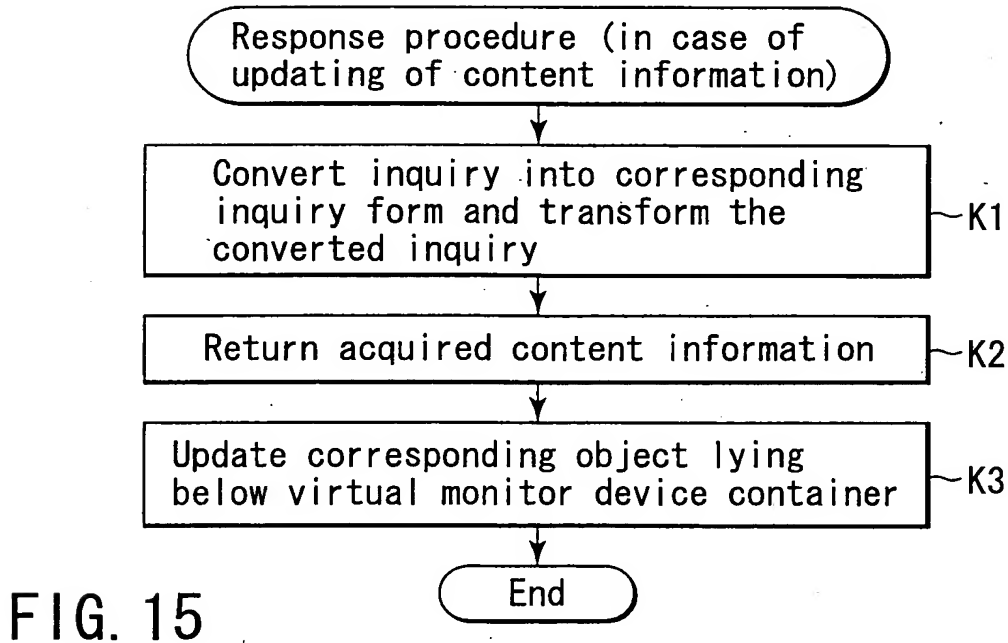 Response procedure (in case of
updating of content information)
Convert inquiry into corresponding
inquiry form and transform the
converted inquiry
K1
Return acquired content information
K2
Update corresponding object lying
below virtual monitor device container
K3
End
FIG. 15